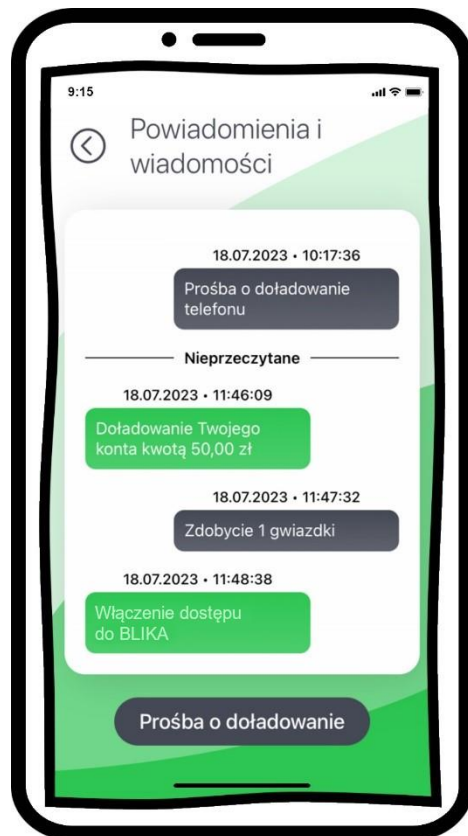 9:15
Powiadomienia i
wiadomości
18.07.2023 • 10:17:36
Prośba o doładowanie
telefonu
Nieprzeczytane
18.07.2023 • 11:46:09
Doładowanie Twojego
konta kwotą 50,00 zł
18.07.2023 • 11:47:32
Zdobycie 1 gwiazdki
18.07.2023 • 11:48:38
Włączenie dostępu
do BLIKA
Prośba o doładowanie